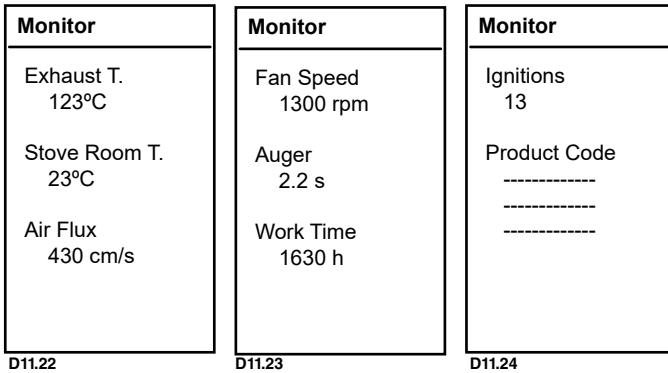 Monitor
Exhaust T.
123ºC
Stove Room T.
23ºC
Air Flux
430 cm/s
D11.22
Monitor
Fan Speed
1300 rpm
Auger
2.2 s
Work Time
1630 h
D11.23
Monitor
Ignitions
13
Product Code
-------------
-------------
-------------
D11.24